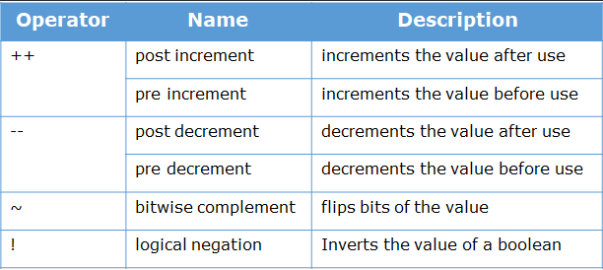 Operator Name Description
++ post increment increments the value after use
pre increment increments the value before use
-- post decrement decrements the value after use
pre decrement decrements the value before use
~ bitwise complement flips bits of the value
! logical negation Inverts the value of a boolean